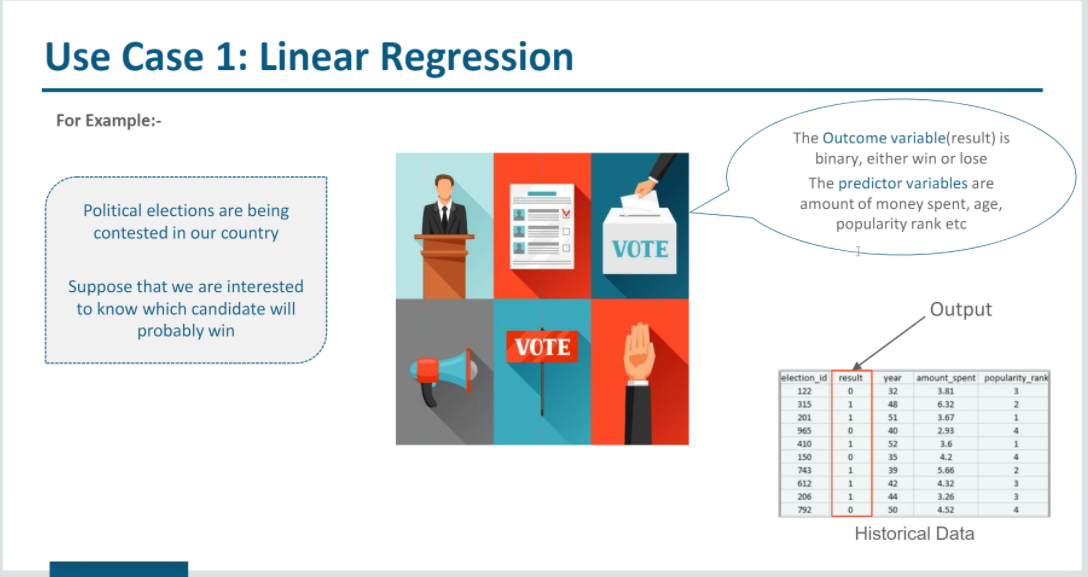 Use Case 1: Linear Regression
For Example:-
Political elections are being
contested in our country
Suppose that we are interested
to know which candidate will
probably win
VOTE
VOTE
The Outcome variable(result) is
binary, either win or lose
The predictor variables are
amount of money spent, age,
popularity rank etc
Output
election_id result year amount_spent popularity_rank
122 0 32 3.81 3
315 1 48 6.32 2
201 1 51 3.67 1
965 0 40 2.93 4
410 1 52 3.6 1
150 0 35 4.2 4
743 1 39 5.66 2
612 1 42 4.32 3
206 1 44 3.26 3
792 0 50 4.52 4
Historical Data